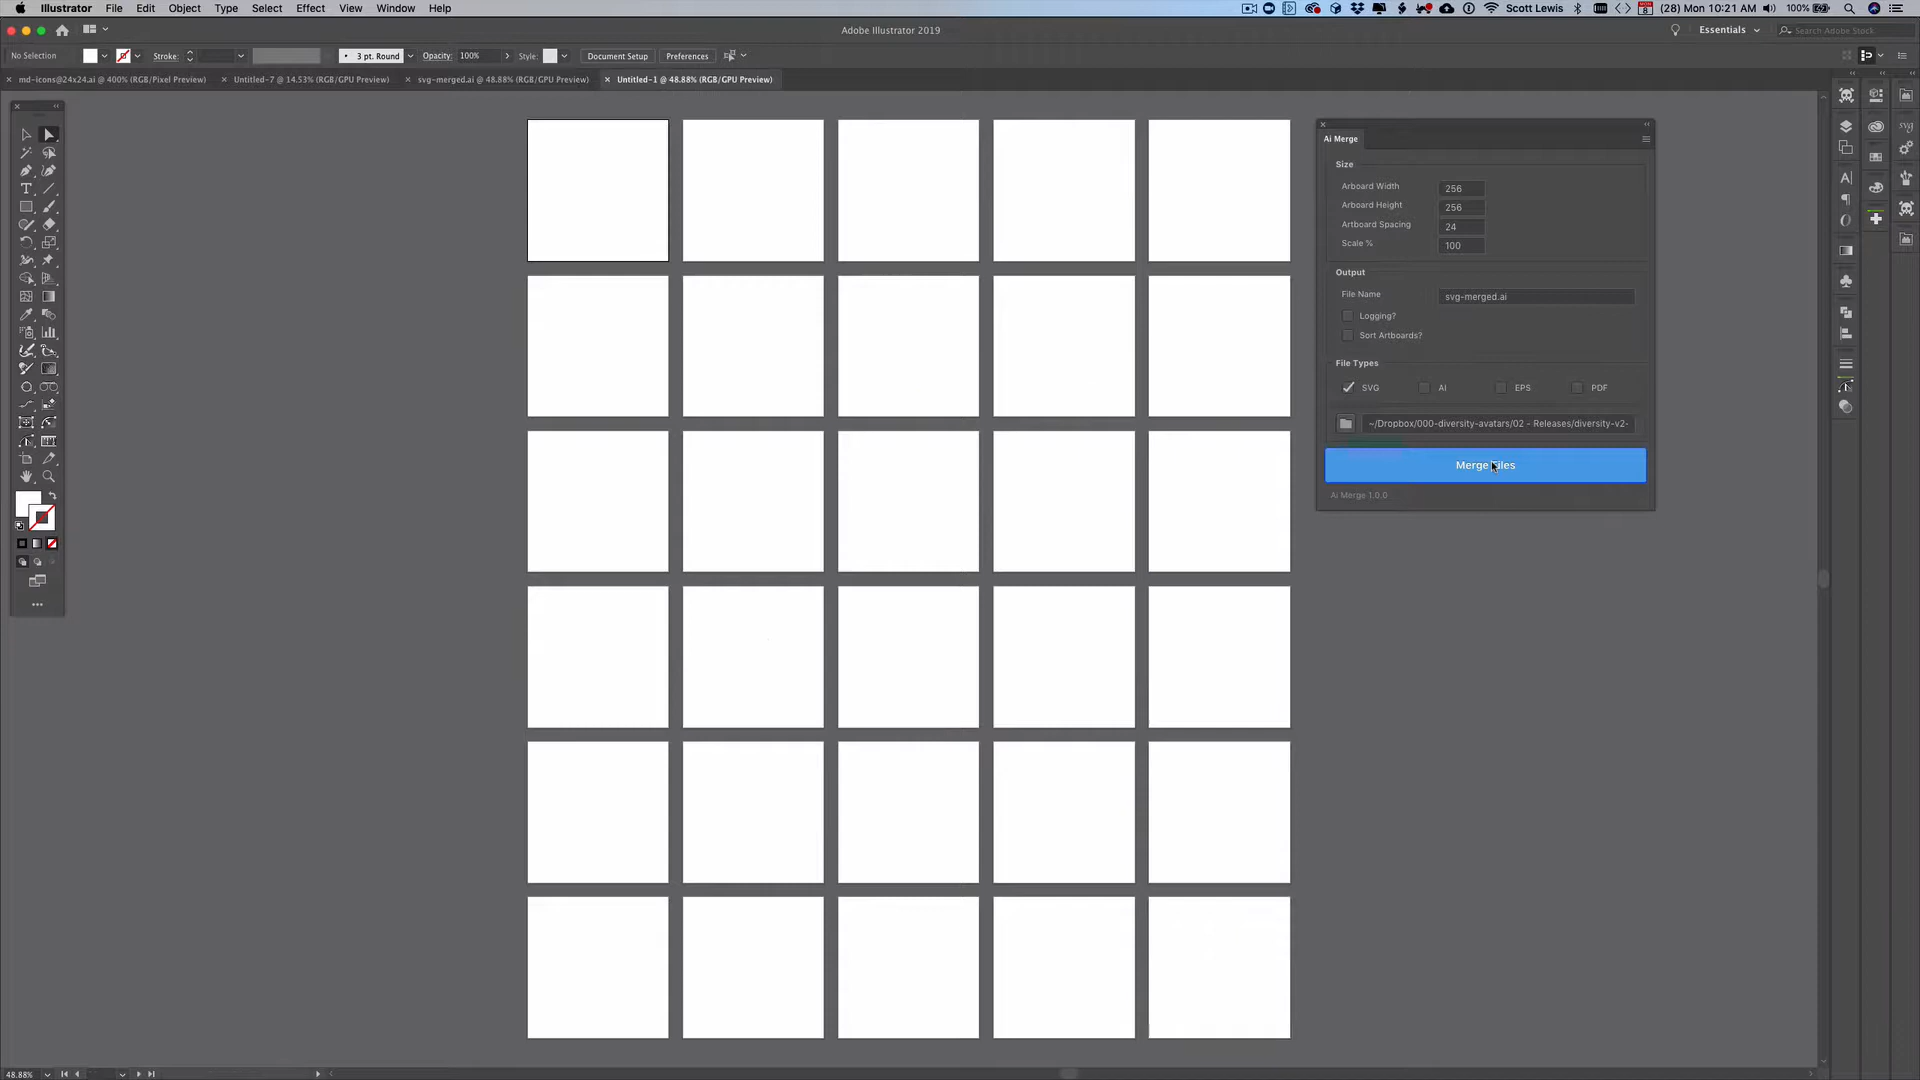 Illustrator File Edit Object Type Select Effect View Window Help
Scott Lewis
(28) Mon 10:21 AM
100%
Adobe Illustrator 2019
Essentials
Search Adobe Stock
No Selection
Stroke:
3 pt. Round
Opacity: 100%
Style:
Document Setup
Preferences
md-icons@24x24.ai @ 400% (RGB/Pixel Preview)
Untitled-7 @ 14.53% (RGB/GPU Preview)
svg-merged.ai @ 48.88% (RGB/GPU Preview)
Untitled-1 @ 48.88% (RGB/GPU Preview)
Ai Merge
Size
Arboard Width 256
Arboard Height 256
Artboard Spacing 24
Scale % 100
Output
File Name svg-merged.ai
Logging?
Sort Artboards?
File Types
SVG AI EPS PDF
~/Dropbox/000-diversity-avatars/02 - Releases/diversity-v2-
Merge Files
Ai Merge 1.0.0
48.88%